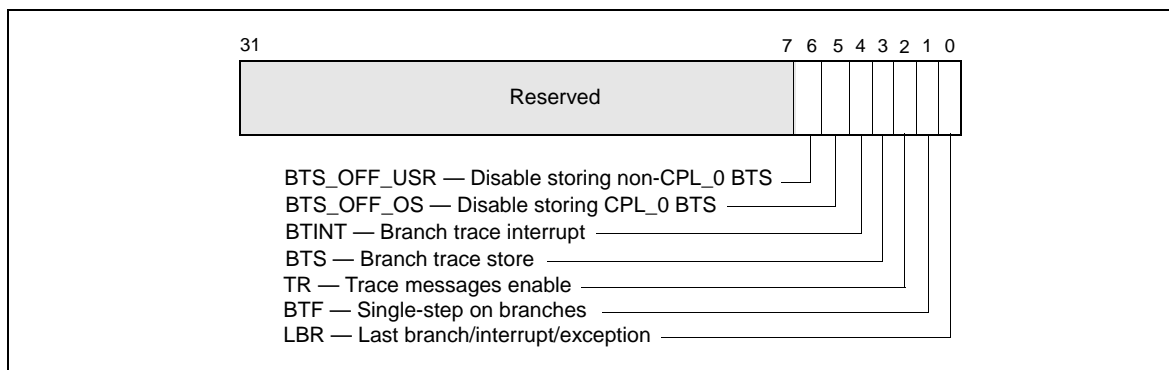 31 7 6 5 4 3 2 1 0
Reserved
BTS_OFF_USR — Disable storing non-CPL_0 BTS
BTS_OFF_OS — Disable storing CPL_0 BTS
BTINT — Branch trace interrupt
BTS — Branch trace store
TR — Trace messages enable
BTF — Single-step on branches
LBR — Last branch/interrupt/exception